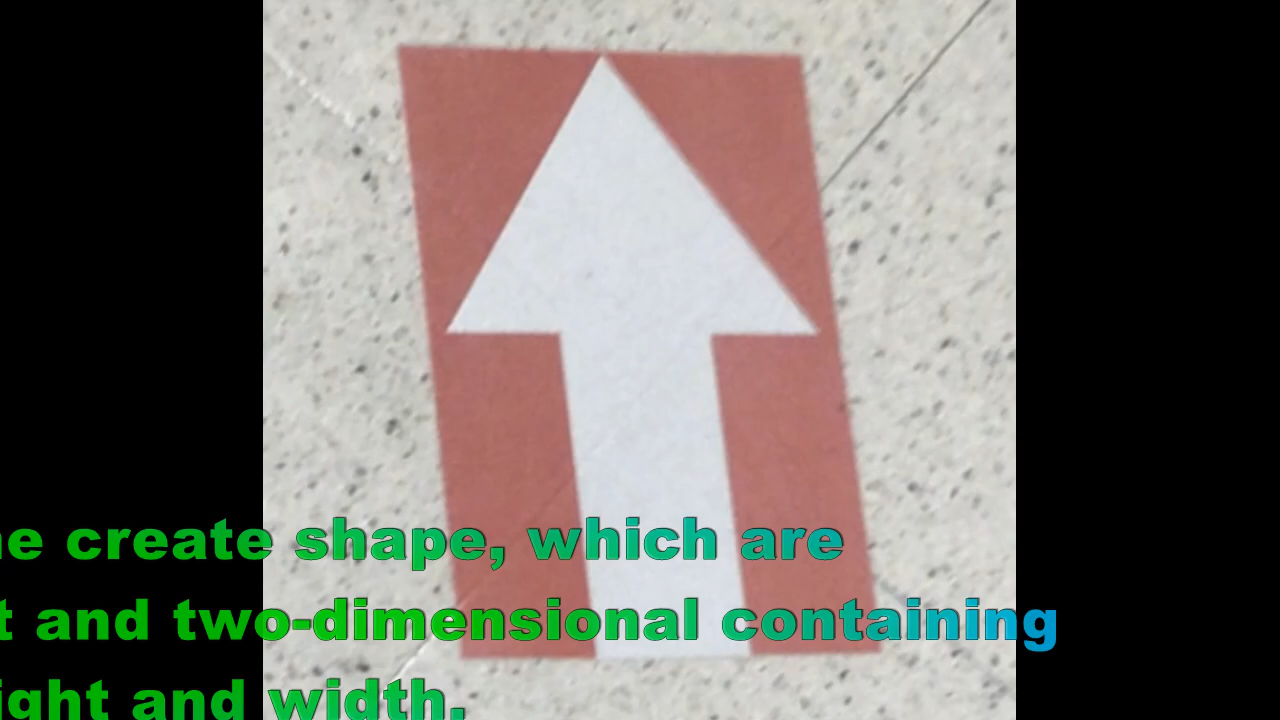 create shape, which are
and two-dimensional containing
and width.